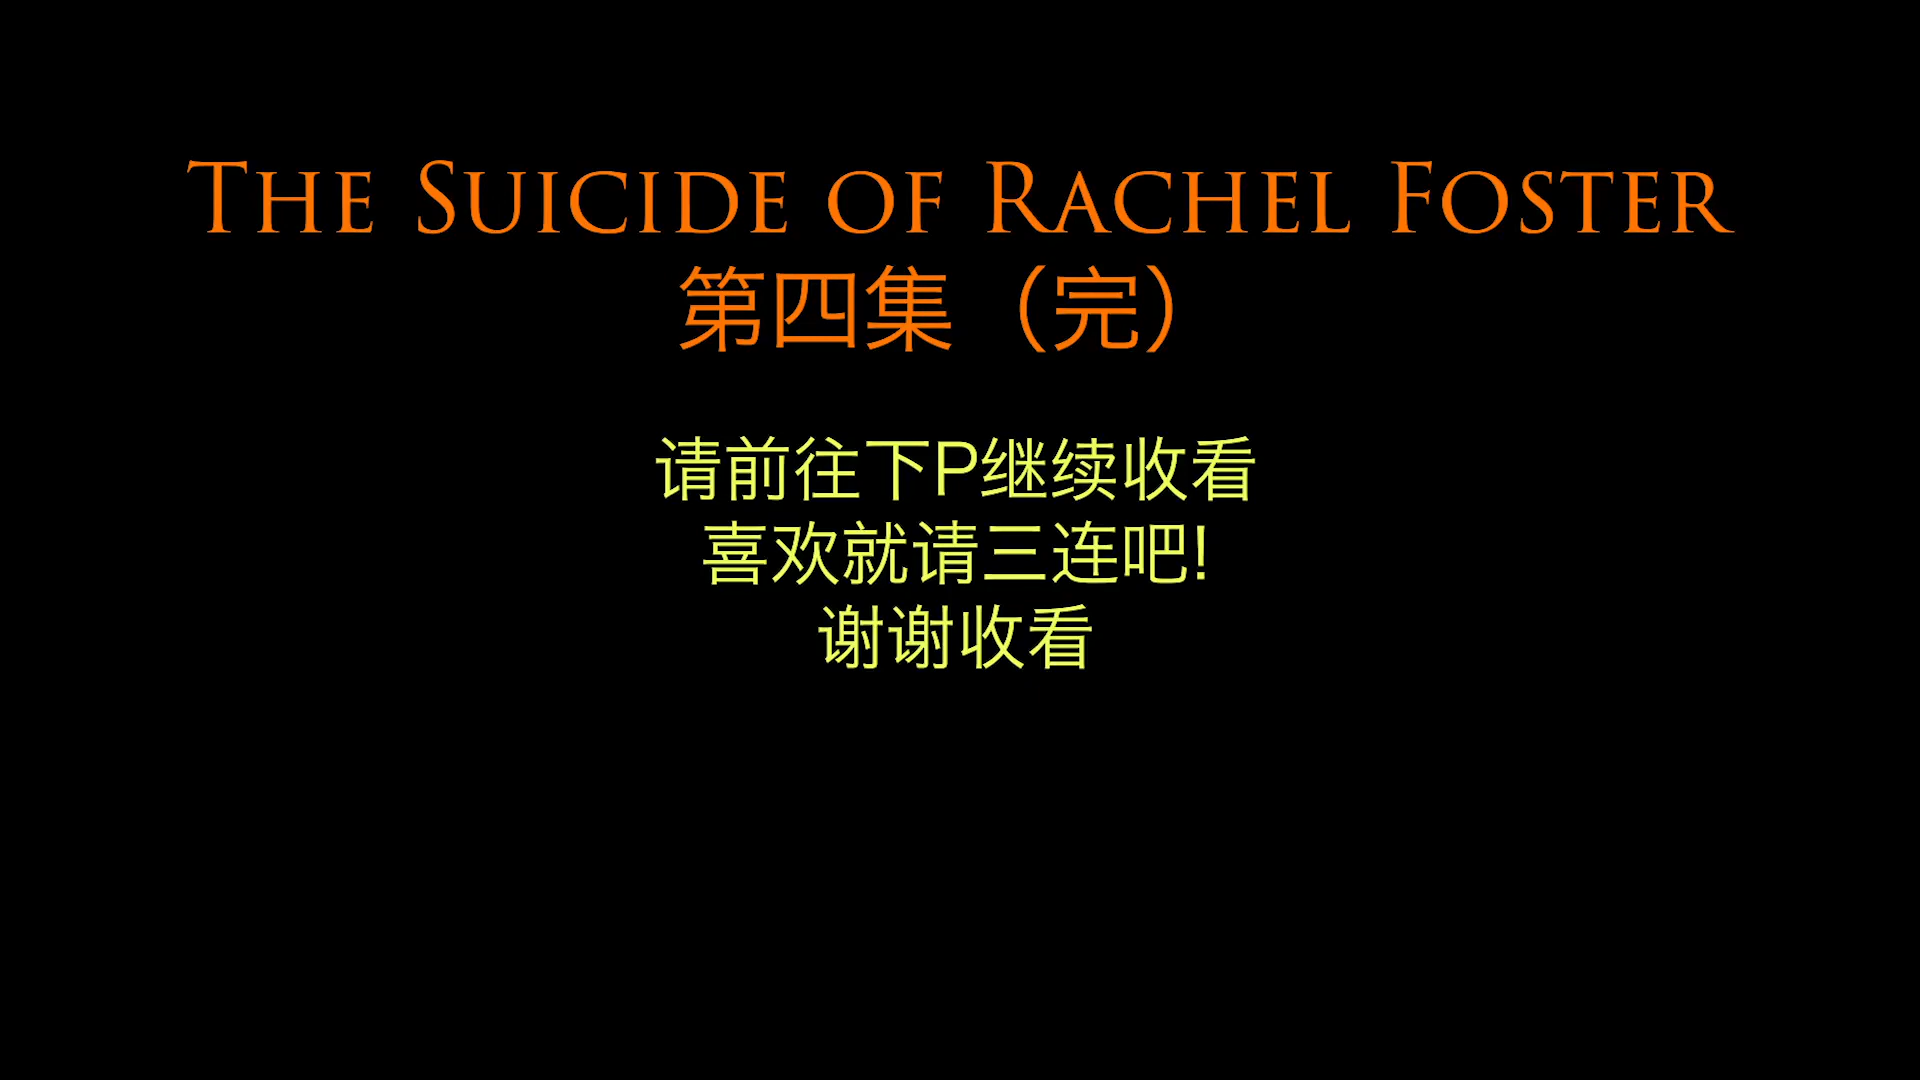 The Suicide of Rachel Foster
第四集（完）
请前往下P继续收看
喜欢就请三连吧!
谢谢收看